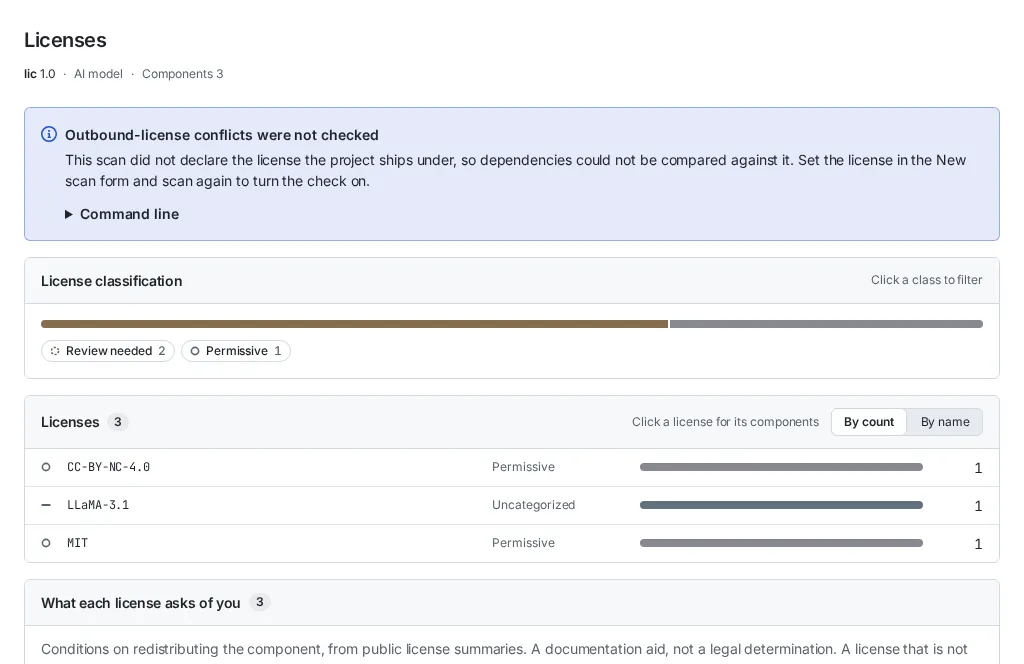 Licenses
lic 1.0 · AI model · Components 3
Outbound-license conflicts were not checked
This scan did not declare the license the project ships under, so dependencies could not be compared against it. Set the license in the New
scan form and scan again to turn the check on.
Command line
License classification
Click a class to filter
Review needed 2
Permissive 1
Licenses 3
Click a license for its components
By count
By name
CC-BY-NC-4.0 Permissive 1
LLaMA-3.1 Uncategorized 1
MIT Permissive 1
What each license asks of you 3
Conditions on redistributing the component, from public license summaries. A documentation aid, not a legal determination. A license that is not